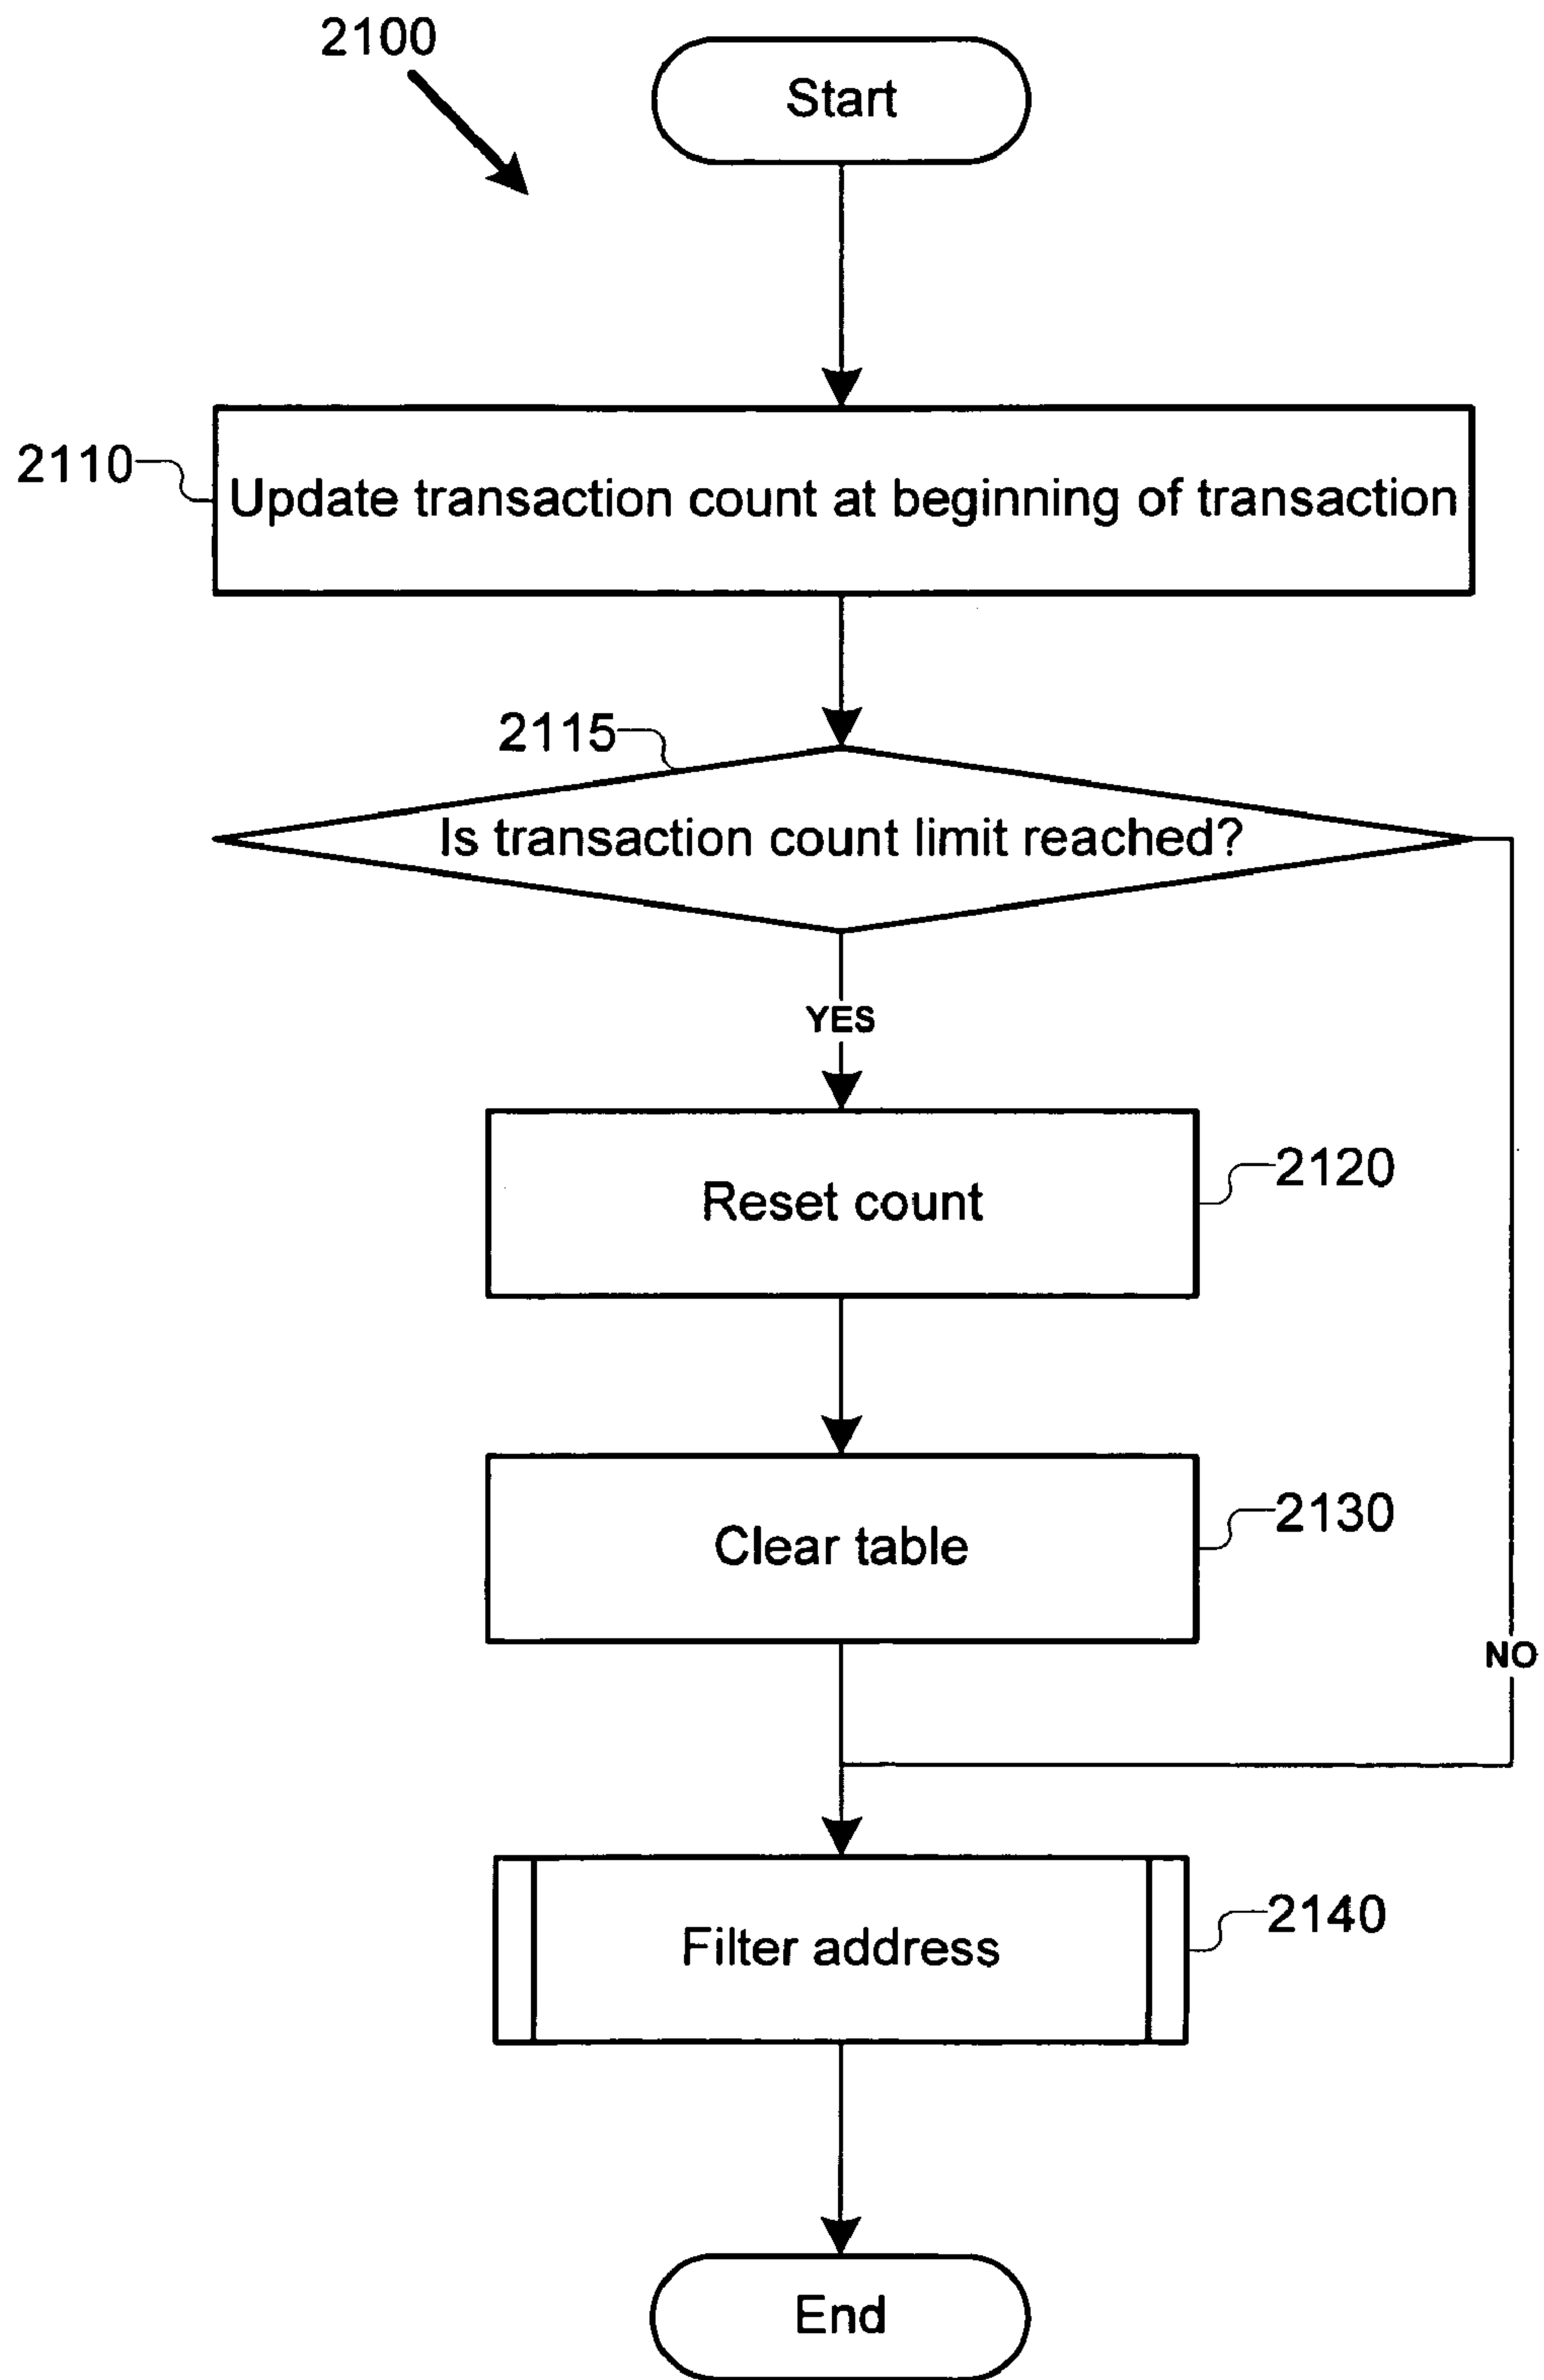 2100
Start
2110
Update transaction count at beginning of transaction
2115
Is transaction count limit reached?
YES
Reset count
2120
Clear table
2130
NO
Filter address
2140
End